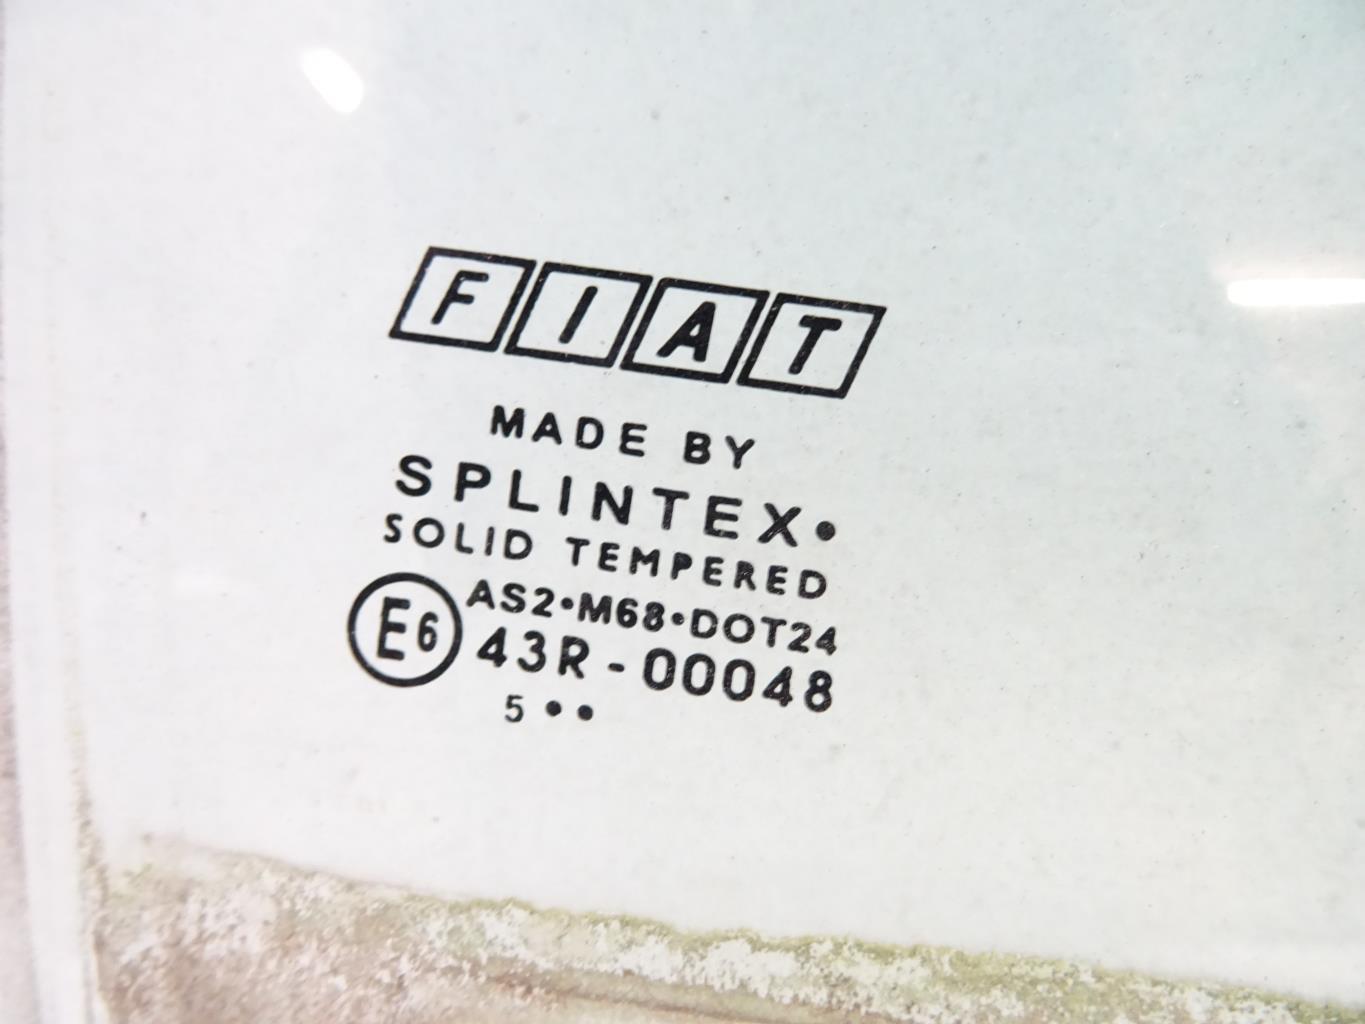 FIAT
MADE BY
SPLINTEX•
SOLID TEMPERED
AS2•M68•DOT24
E6 43R-00048
5 ••